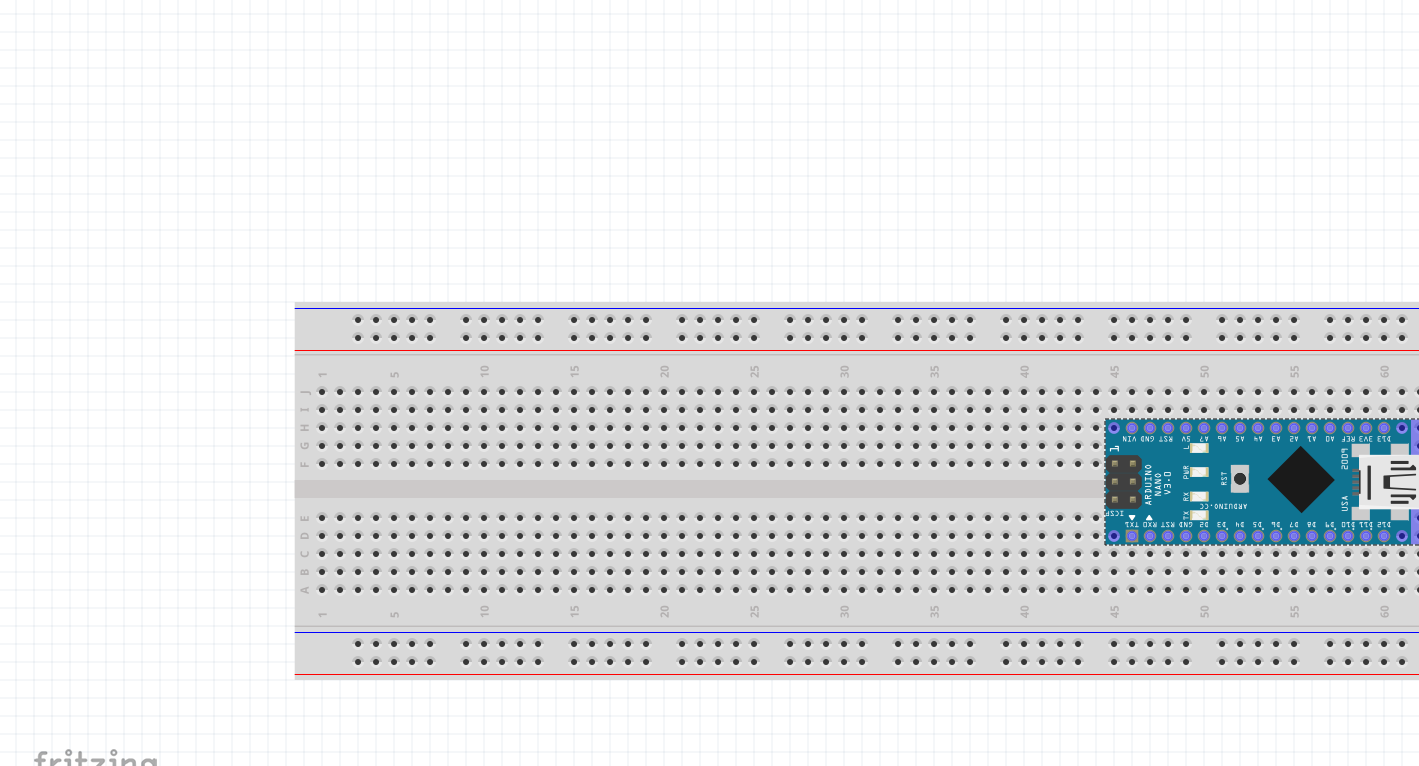 1 5 10 15 20 25 30 35 40 45 50 55 60
J
I
H
G
F
VIN GND RST 5V A7 A6 A5 A4 A3 A2 A1 A0 REF 3V3 D13
1
L
PWR
RX
TX
RST
ARDUINO
NANO
V3.0
ARDUINO.CC
2009
USA
ICSP
TX1 RX0 RST GND D2 D3 D4 D5 D6 D7 D8 D9 D10 D11 D12
E
D
C
B
A
1 5 10 15 20 25 30 35 40 45 50 55 60
fritzing